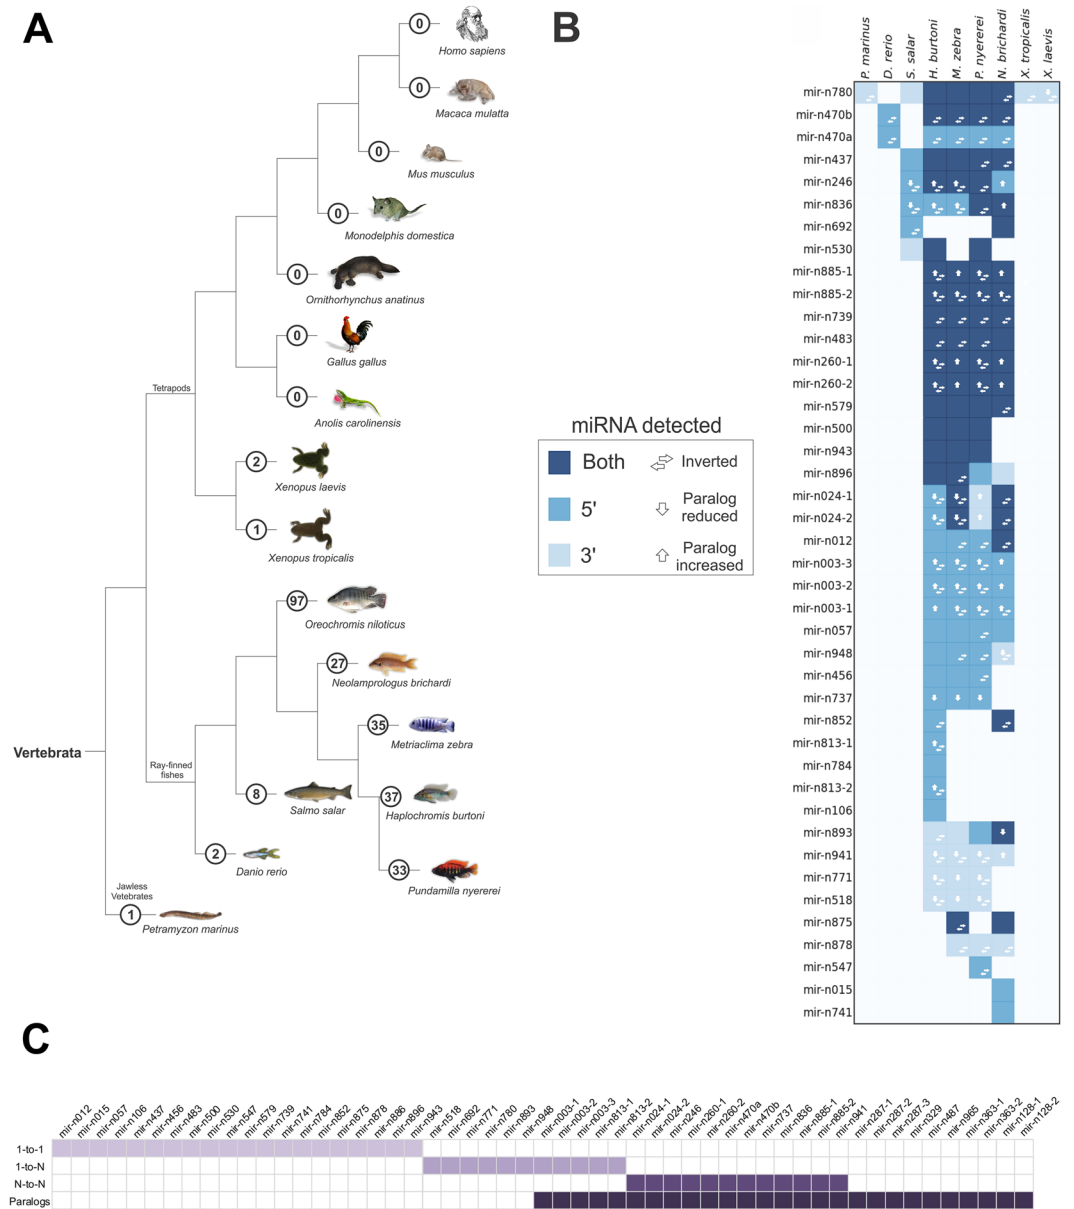 A
0
Homo sapiens
0
Macaca mulatta
0
Mus musculus
0
Monodelphis domestica
0
Ornithorhynchus anatinus
0
Gallus gallus
0
Anolis carolinensis
Tetrapods
2
Xenopus laevis
1
Xenopus tropicalis
97
Oreochromis niloticus
27
Neolamprologus brichardi
35
Metriaclima zebra
Vertebrata
Ray-finned
fishes
8
Salmo salar
37
Haplochromis burtoni
2
Danio rerio
33
Pundamilla nyererei
Jawless
Vetebrates
1
Petramyzon marinus
B
P. marinus
D. rerio
S. salar
H. burtoni
M. zebra
P. nyererei
N. brichardi
X. tropicalis
X. laevis
mir-n780
mir-n470b
mir-n470a
mir-n437
mir-n246
mir-n836
mir-n692
mir-n530
mir-n885-1
mir-n885-2
mir-n739
mir-n483
mir-n260-1
mir-n260-2
mir-n579
mir-n500
mir-n943
mir-n896
mir-n024-1
mir-n024-2
mir-n012
mir-n003-3
mir-n003-2
mir-n003-1
mir-n057
mir-n948
mir-n456
mir-n737
mir-n852
mir-n813-1
mir-n784
mir-n813-2
mir-n106
mir-n893
mir-n941
mir-n771
mir-n518
mir-n875
mir-n878
mir-n547
mir-n015
mir-n741
miRNA detected
Both
Inverted
5'
Paralog
reduced
3'
Paralog
increased
C
mir-n012
mir-n015
mir-n057
mir-n106
mir-n437
mir-n456
mir-n483
mir-n500
mir-n530
mir-n547
mir-n579
mir-n739
mir-n741
mir-n784
mir-n852
mir-n875
mir-n878
mir-n886
mir-n896
mir-n943
mir-n518
mir-n692
mir-n771
mir-n780
mir-n893
mir-n948
mir-n003-1
mir-n003-2
mir-n003-3
mir-n813-1
mir-n813-2
mir-n024-1
mir-n024-2
mir-n246
mir-n260-1
mir-n260-2
mir-n470a
mir-n470b
mir-n737
mir-n836
mir-n885-1
mir-n885-2
mir-n941
mir-n287-1
mir-n287-2
mir-n287-3
mir-n329
mir-n487
mir-n965
mir-n363-1
mir-n363-2
mir-n128-1
mir-n128-2
1-to-1
1-to-N
N-to-N
Paralogs